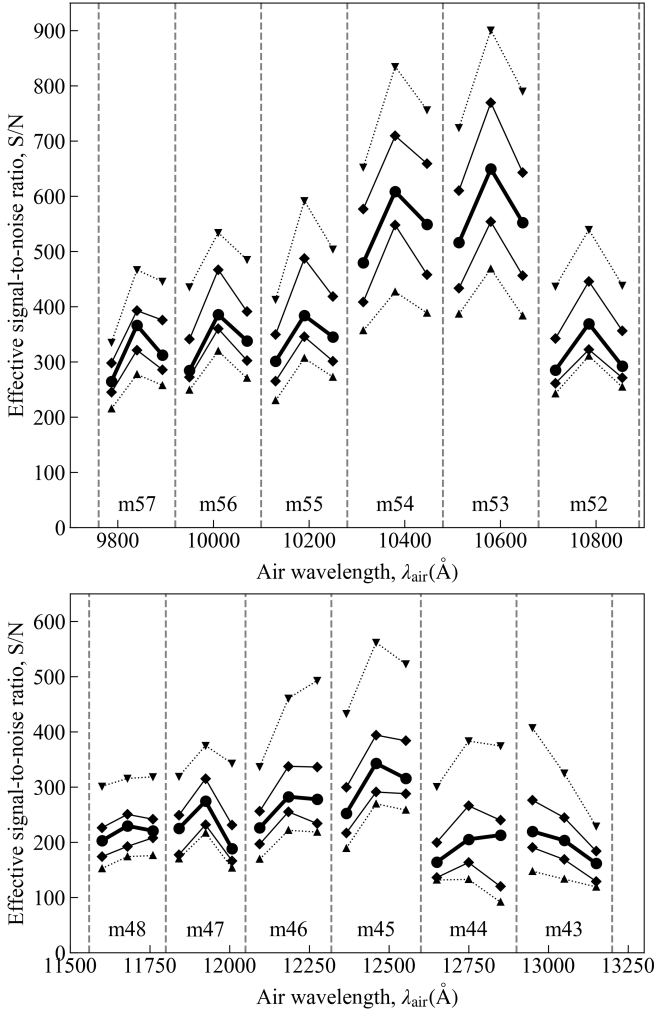 900
800
700
600
500
400
300
200
100
0
Effective signal-to-noise ratio, S/N
m57 m56 m55 m54 m53 m52
9800 10000 10200 10400 10600 10800
Air wavelength, λair(Å)
600
500
400
300
200
100
0
Effective signal-to-noise ratio, S/N
m48 m47 m46 m45 m44 m43
11500 11750 12000 12250 12500 12750 13000 13250
Air wavelength, λair(Å)